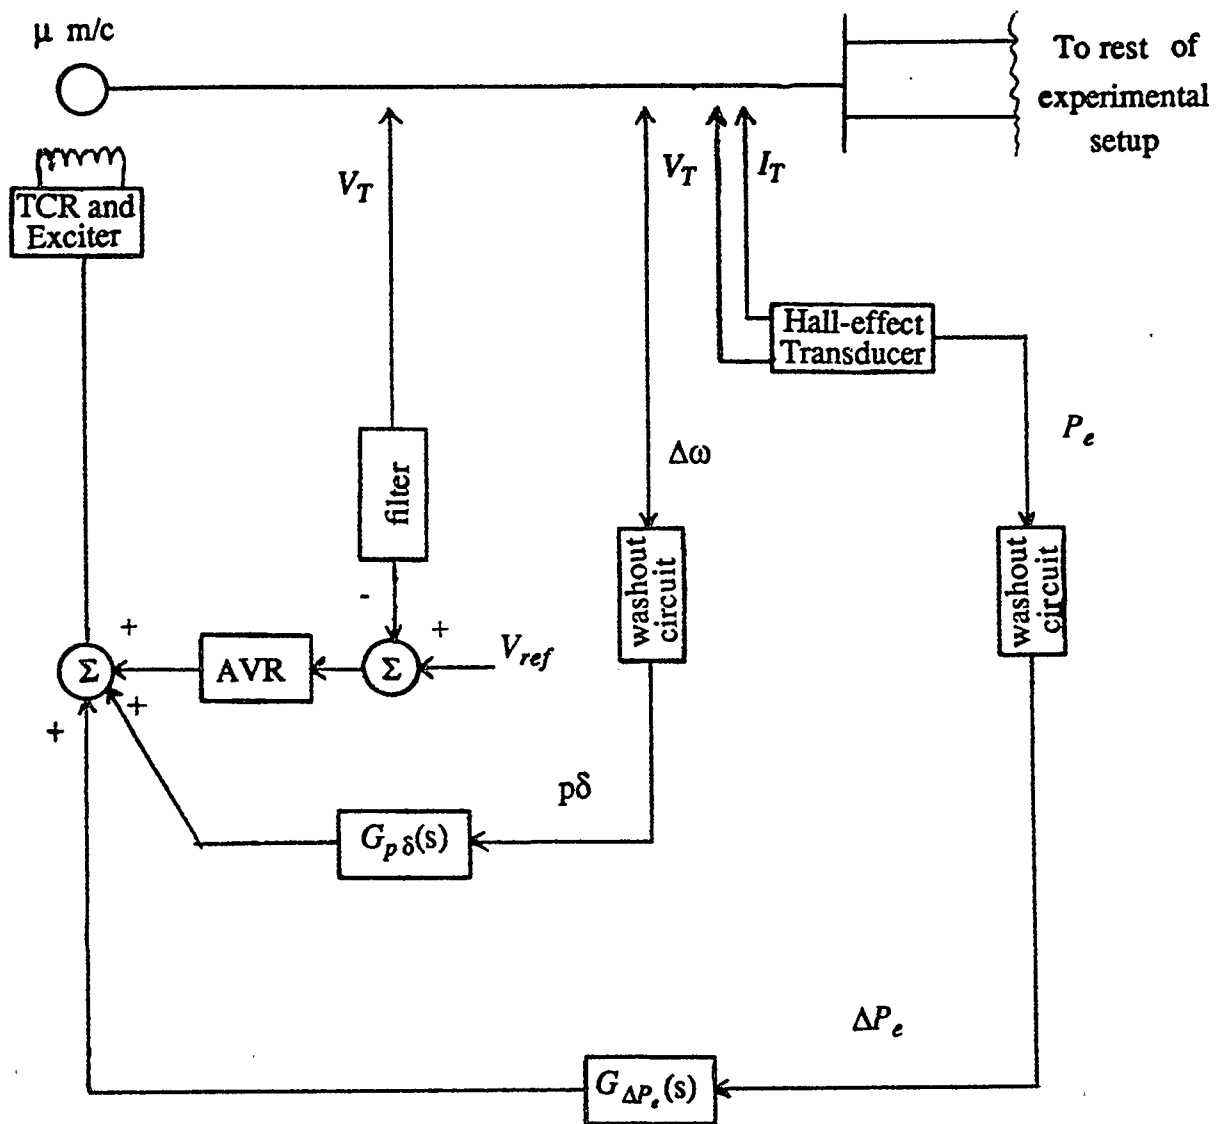 μ m/c
To rest of
experimental
setup
V_T
V_T
I_T
TCR and
Exciter
Hall-effect
Transducer
P_e
Δω
filter
washout
circuit
washout
circuit
-
+
+
V_ref
Σ
AVR
Σ
+
+
pδ
G_pδ(s)
ΔP_e
G_ΔP_e(s)